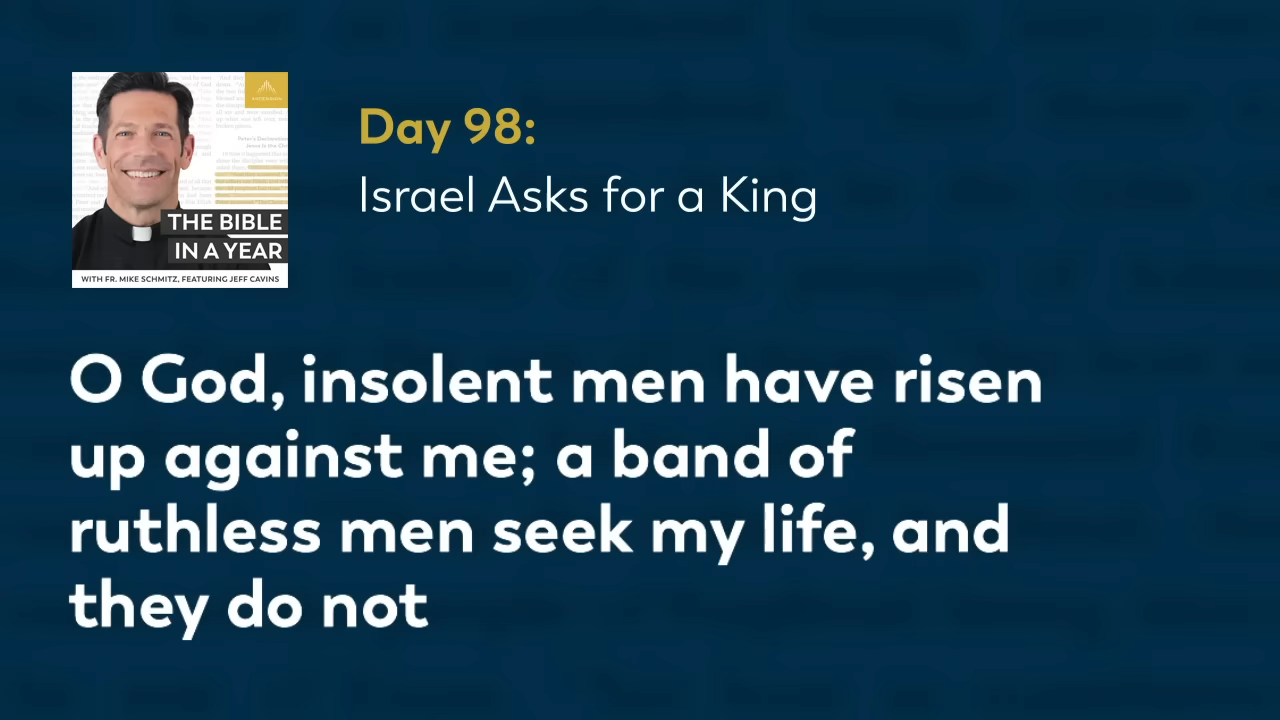 Day 98:
Israel Asks for a King
THE BIBLE
IN A YEAR
WITH FR. MIKE SCHMITZ, FEATURING JEFF CAVINS
O God, insolent men have risen
up against me; a band of
ruthless men seek my life, and
they do not